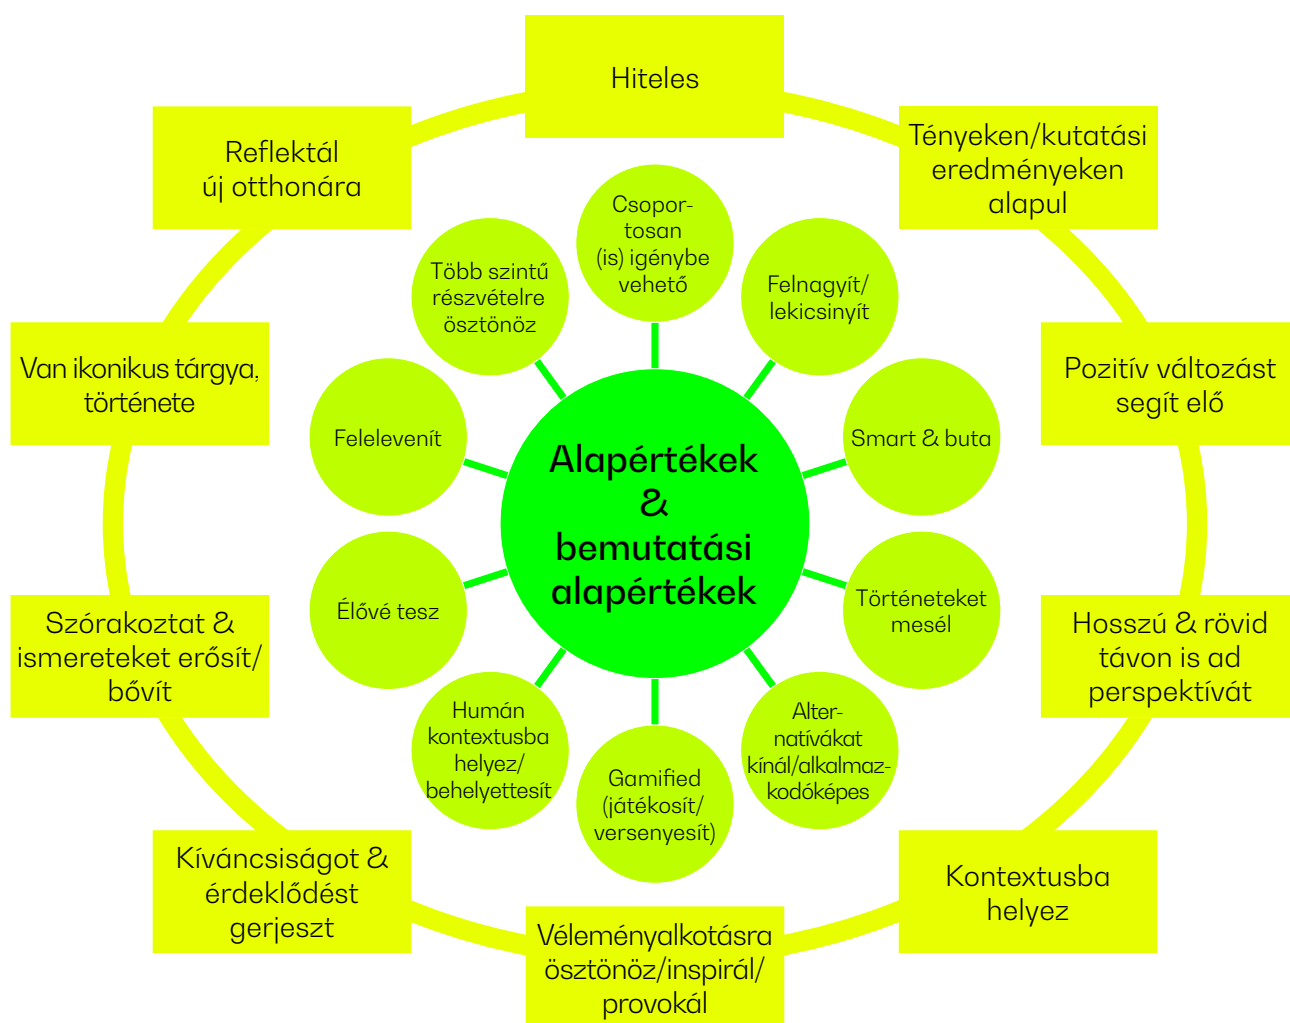 Hiteles
Tényeken/kutatási
eredményeken
alapul
Pozitív változást
segít elő
Hosszú & rövid
távon is ad
perspektívát
Kontextusba
helyez
Véleményalkotásra
ösztönöz/inspirál/
provokál
Kíváncsiságot &
érdeklődést
gerjeszt
Szórakoztat &
ismereteket erősít/
bővít
Van ikonikus tárgya,
története
Reflektál
új otthonára
Csopor-
tosan
(is) igénybe
vehető
Felnagyít/
lekicsinyít
Smart & buta
Történeteket
mesél
Alter-
natívákat
kínál/alkalmaz-
kodóképes
Gamified
(játékosít/
versenyesít)
Humán
kontextusba
helyez/
behelyettesít
Élővé tesz
Felelevenít
Több szintű
részvételre
ösztönöz
Alapértékek
&
bemutatási
alapértékek